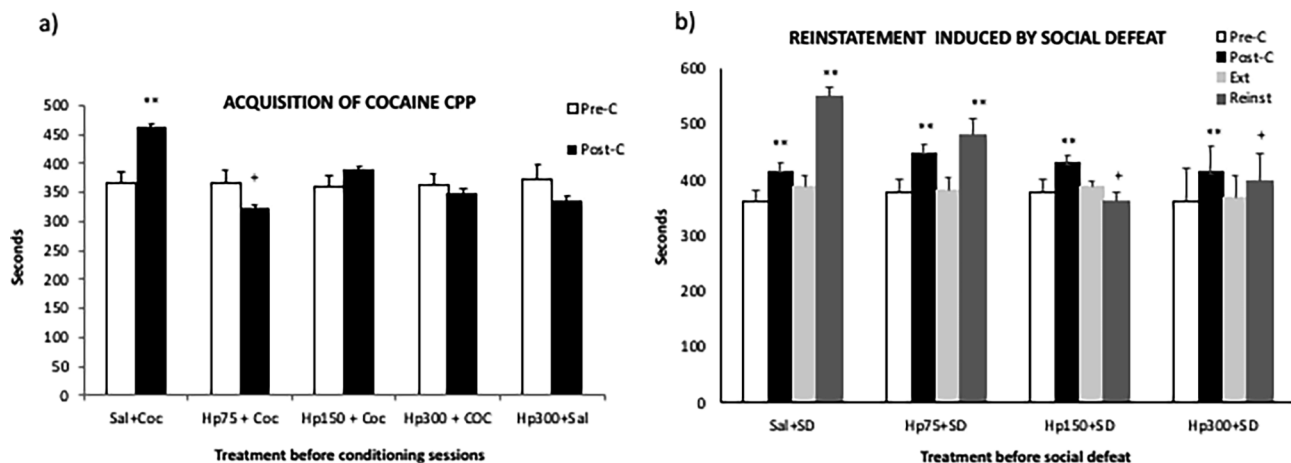 a)
ACQUISITION OF COCAINE CPP
Pre-C
Post-C
Seconds
500
450
400
350
300
250
200
150
100
50
0
**
+
Sal+Coc Hp75 + Coc Hp150 + Coc Hp300 + COC Hp300+Sal
Treatment before conditioning sessions
b)
REINSTATEMENT INDUCED BY SOCIAL DEFEAT
Pre-C
Post-C
Ext
Reinst
Seconds
600
500
400
300
200
100
0
** ** ** ** ** + ** +
Sal+SD Hp75+SD Hp150+SD Hp300+SD
Treatment before social defeat